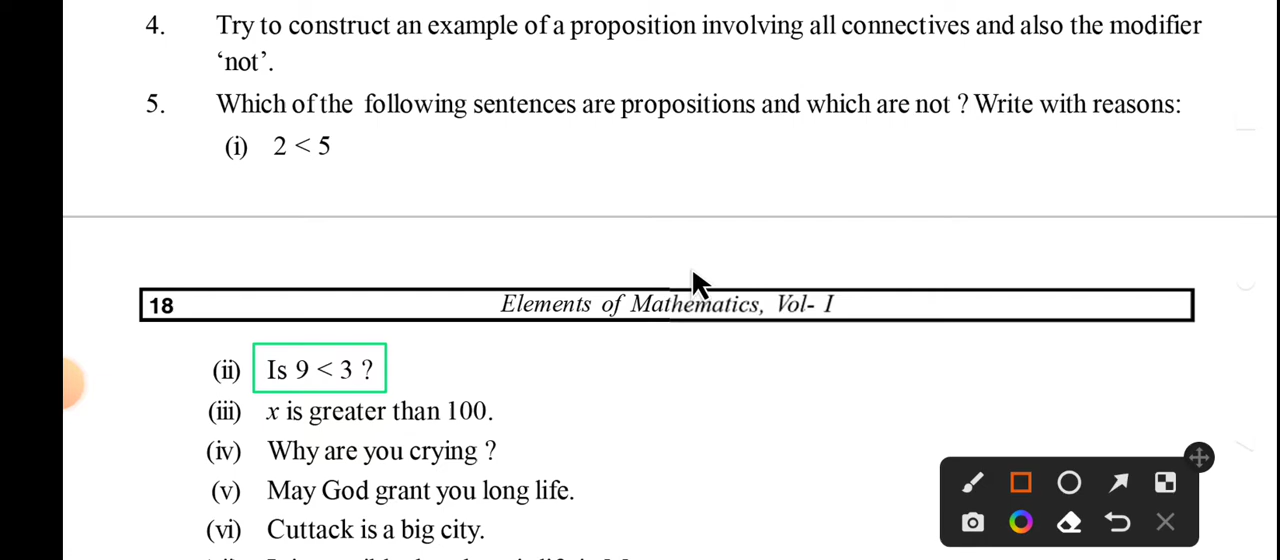 4. Try to construct an example of a proposition involving all connectives and also the modifier
‘not’.
5. Which of the following sentences are propositions and which are not ? Write with reasons:
(i) 2 < 5
18 Elements of Mathematics, Vol- I
(ii) Is 9 < 3 ?
(iii) x is greater than 100.
(iv) Why are you crying ?
(v) May God grant you long life.
(vi) Cuttack is a big city.